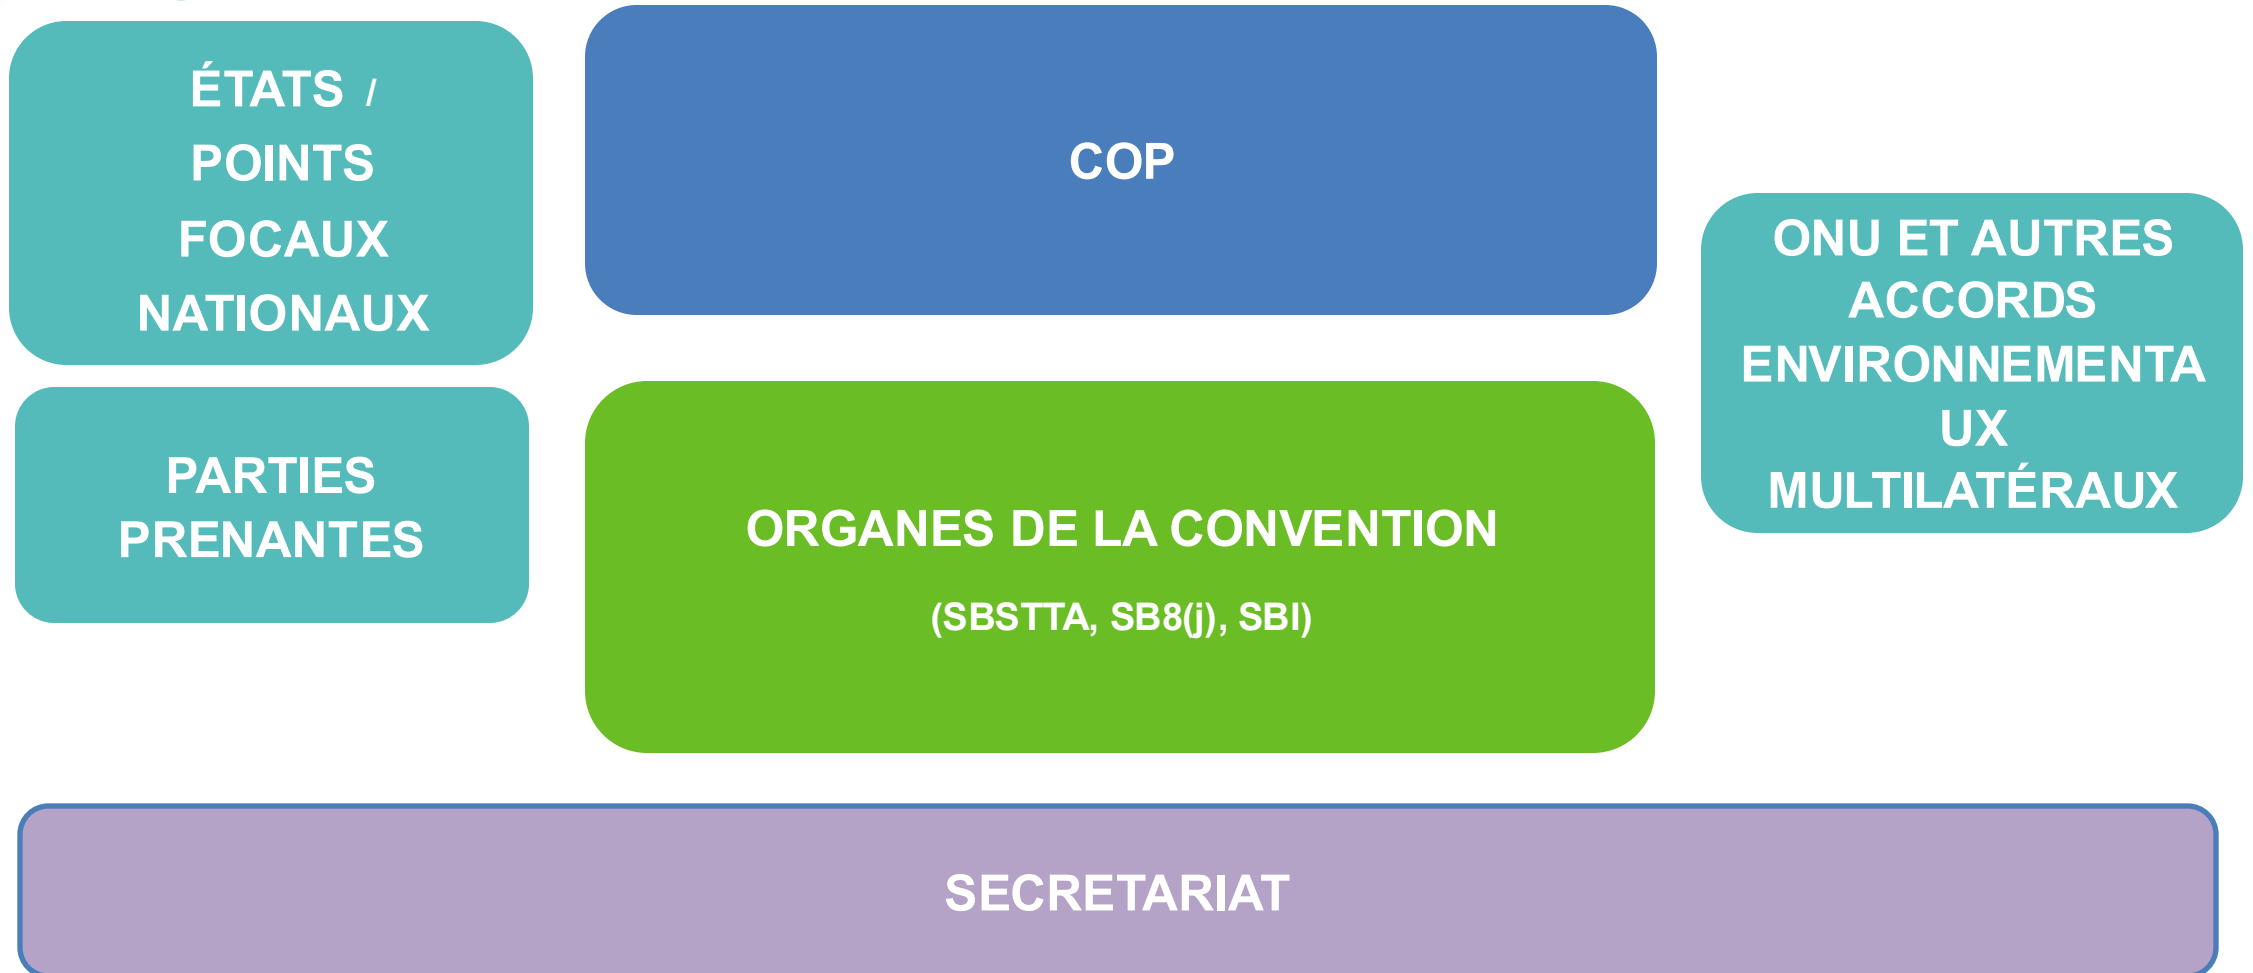 ÉTATS /
POINTS
FOCAUX
NATIONAUX
PARTIES
PRENANTES
COP
ORGANES DE LA CONVENTION
(SBSTTA, SB8(j), SBI)
ONU ET AUTRES
ACCORDS
ENVIRONNEMENTA
UX
MULTILATÉRAUX
SECRETARIAT